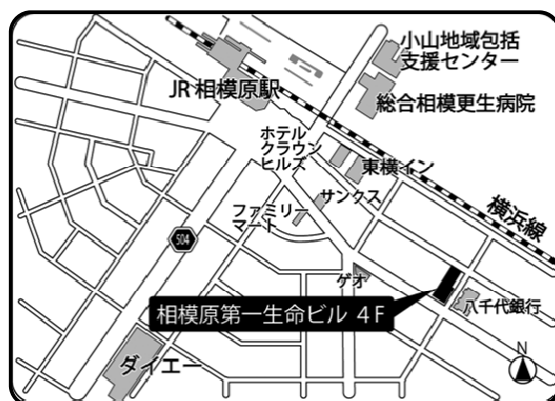 小山地域包括
支援センター
JR 相模原駅
総合相模更生病院
ホテル
クラウン
ヒルズ
東横イン
サンクス
横浜線
ファミリー
マート
504
ゲオ
八千代銀行
相模原第一生命ビル 4F
ダイエー
N